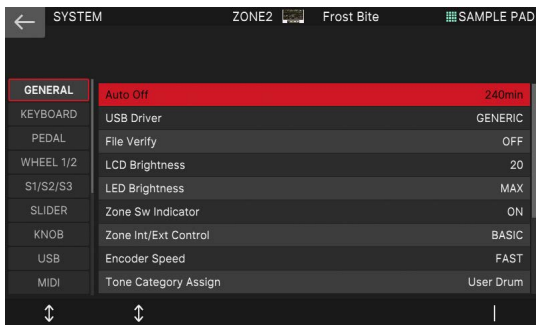 SYSTEM ZONE2 Frost Bite SAMPLE PAD
GENERAL
KEYBOARD
PEDAL
WHEEL 1/2
S1/S2/S3
SLIDER
KNOB
USB
MIDI
Auto Off 240min
USB Driver GENERIC
File Verify OFF
LCD Brightness 20
LED Brightness MAX
Zone Sw Indicator ON
Zone Int/Ext Control BASIC
Encoder Speed FAST
Tone Category Assign User Drum